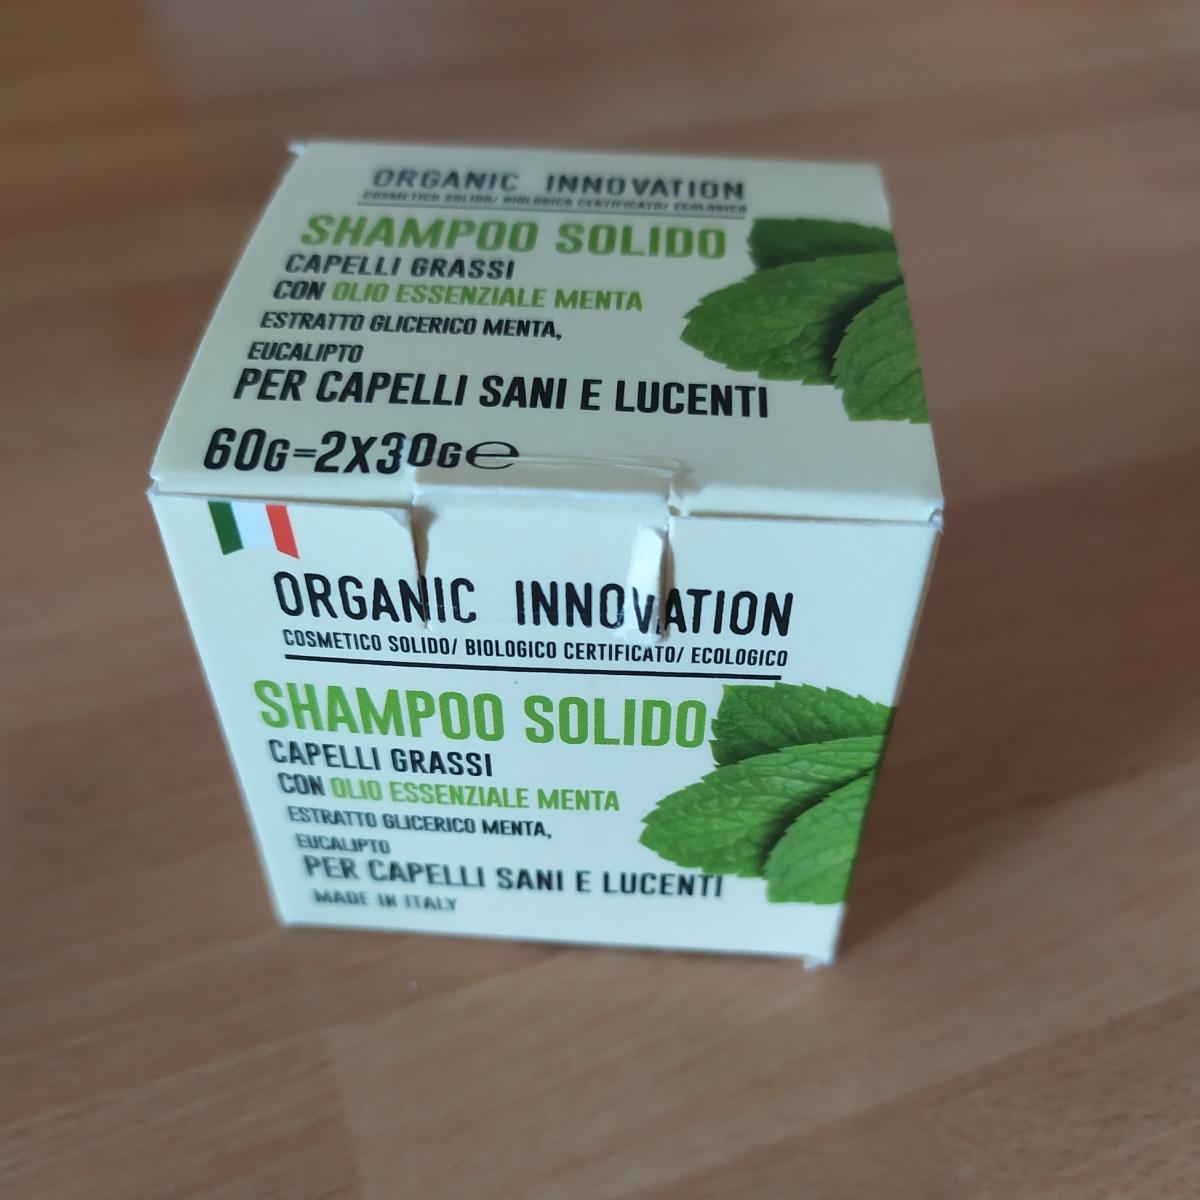 ORGANIC INNOVATION
COSMETICO SOLIDO/ BIOLOGICO CERTIFICATO/ ECOLOGICO
SHAMPOO SOLIDO
CAPELLI GRASSI
CON OLIO ESSENZIALE MENTA
ESTRATTO GLICERICO MENTA,
EUCALIPTO
PER CAPELLI SANI E LUCENTI
60G=2X30G℮
ORGANIC INNOVATION
COSMETICO SOLIDO/ BIOLOGICO CERTIFICATO/ ECOLOGICO
SHAMPOO SOLIDO
CAPELLI GRASSI
CON OLIO ESSENZIALE MENTA
ESTRATTO GLICERICO MENTA,
EUCALIPTO
PER CAPELLI SANI E LUCENTI
MADE IN ITALY